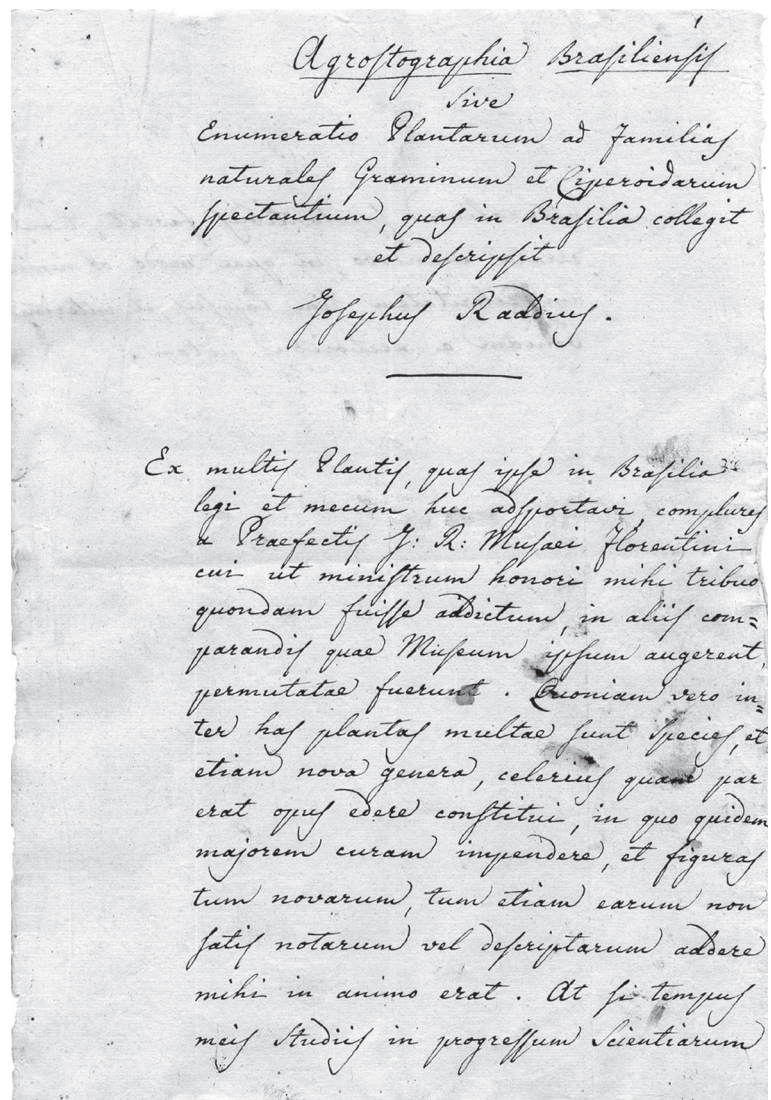 Agrostographia Brasiliensis
sive
Enumeratio Plantarum ad familias
naturales Graminum et Ciperoidarum
spectantium, quas in Brasilia collegit
et descripsit
Josephus Raddius.
Ex multis Plantis, quas ipse in Brasilia
legi et mecum huc adsportavi, complures
a Praefectis J: R: Musaei florentini
cui ut ministrum honori mihi tribuo
quondam fuisse addictum, in aliis com=
parandis quae Museum ipsum augerent,
permutatae fuerunt. Quoniam vero in=
ter has plantas multae sunt species, et
etiam nova genera, celerius quam par
erat opus edere constitui, in quo quidem
majorem curam impendere, et figuras
tum novarum, tum etiam earum non
satis notarum vel descriptarum addere
mihi in animo erat. At si tempus
meis studiis in progressum Scientiarum